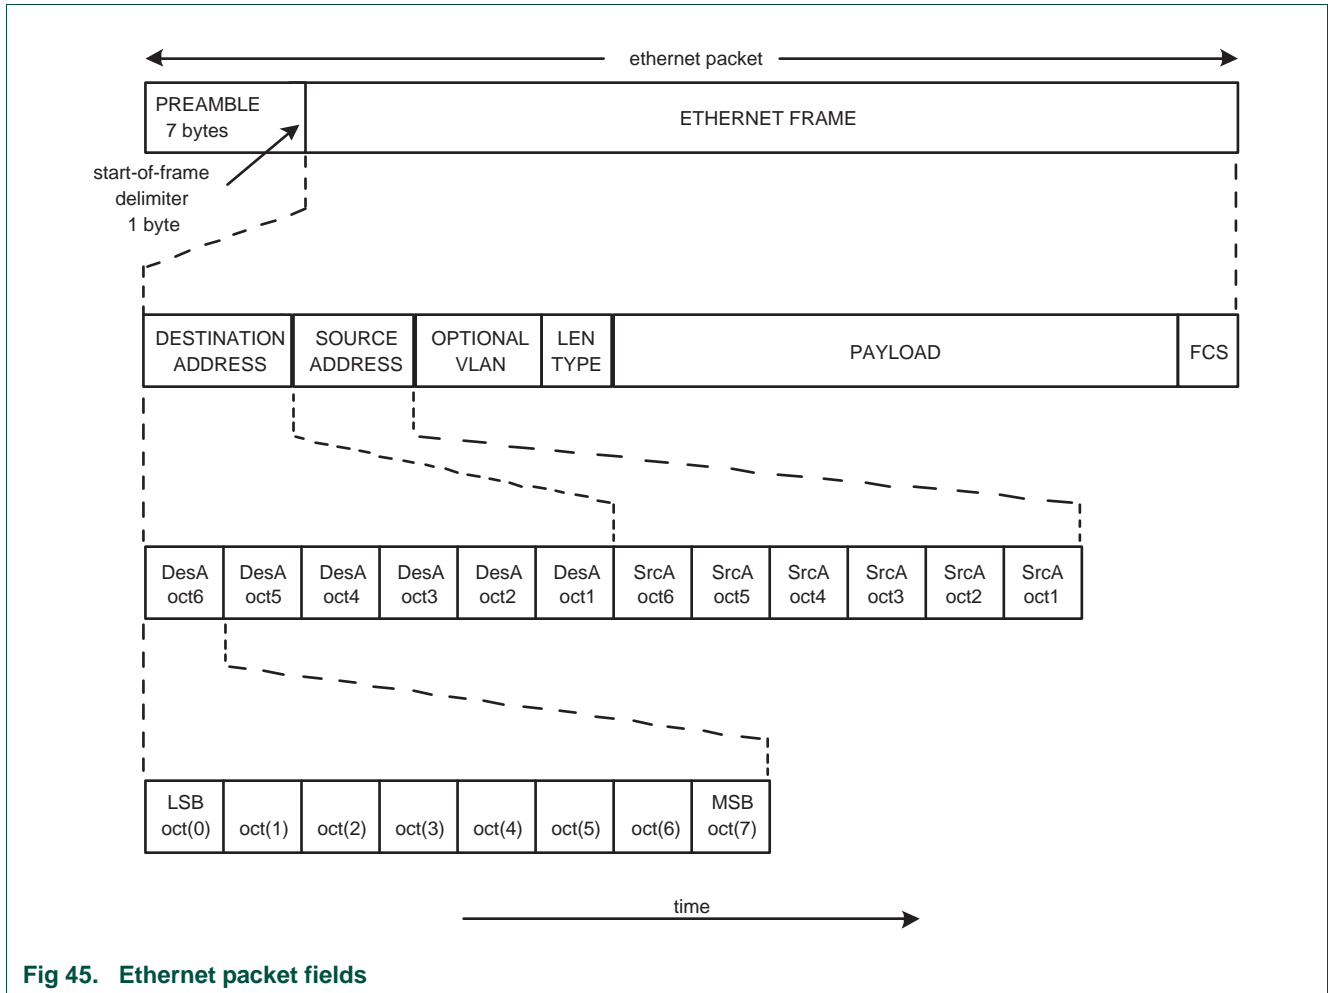 ethernet packet
PREAMBLE
7 bytes
ETHERNET FRAME
start-of-frame
delimiter
1 byte
DESTINATION
ADDRESS
SOURCE
ADDRESS
OPTIONAL
VLAN
LEN
TYPE
PAYLOAD
FCS
DesA
oct6
DesA
oct5
DesA
oct4
DesA
oct3
DesA
oct2
DesA
oct1
SrcA
oct6
SrcA
oct5
SrcA
oct4
SrcA
oct3
SrcA
oct2
SrcA
oct1
LSB
oct(0)
oct(1)
oct(2)
oct(3)
oct(4)
oct(5)
oct(6)
MSB
oct(7)
time
Fig 45. Ethernet packet fields